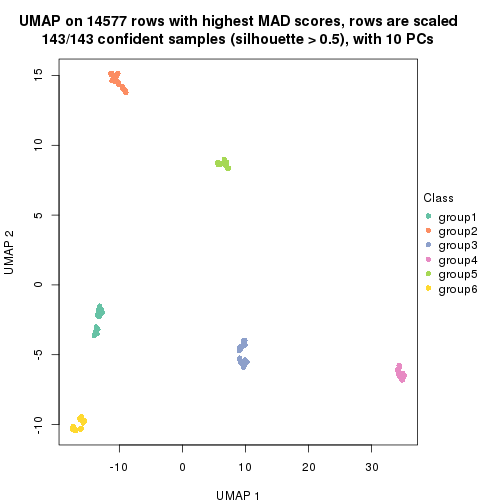 UMAP on 14577 rows with highest MAD scores, rows are scaled
143/143 confident samples (silhouette > 0.5), with 10 PCs
15
10
5
0
-5
-10
UMAP 2
-10
0
10
20
30
UMAP 1
Class
group1
group2
group3
group4
group5
group6